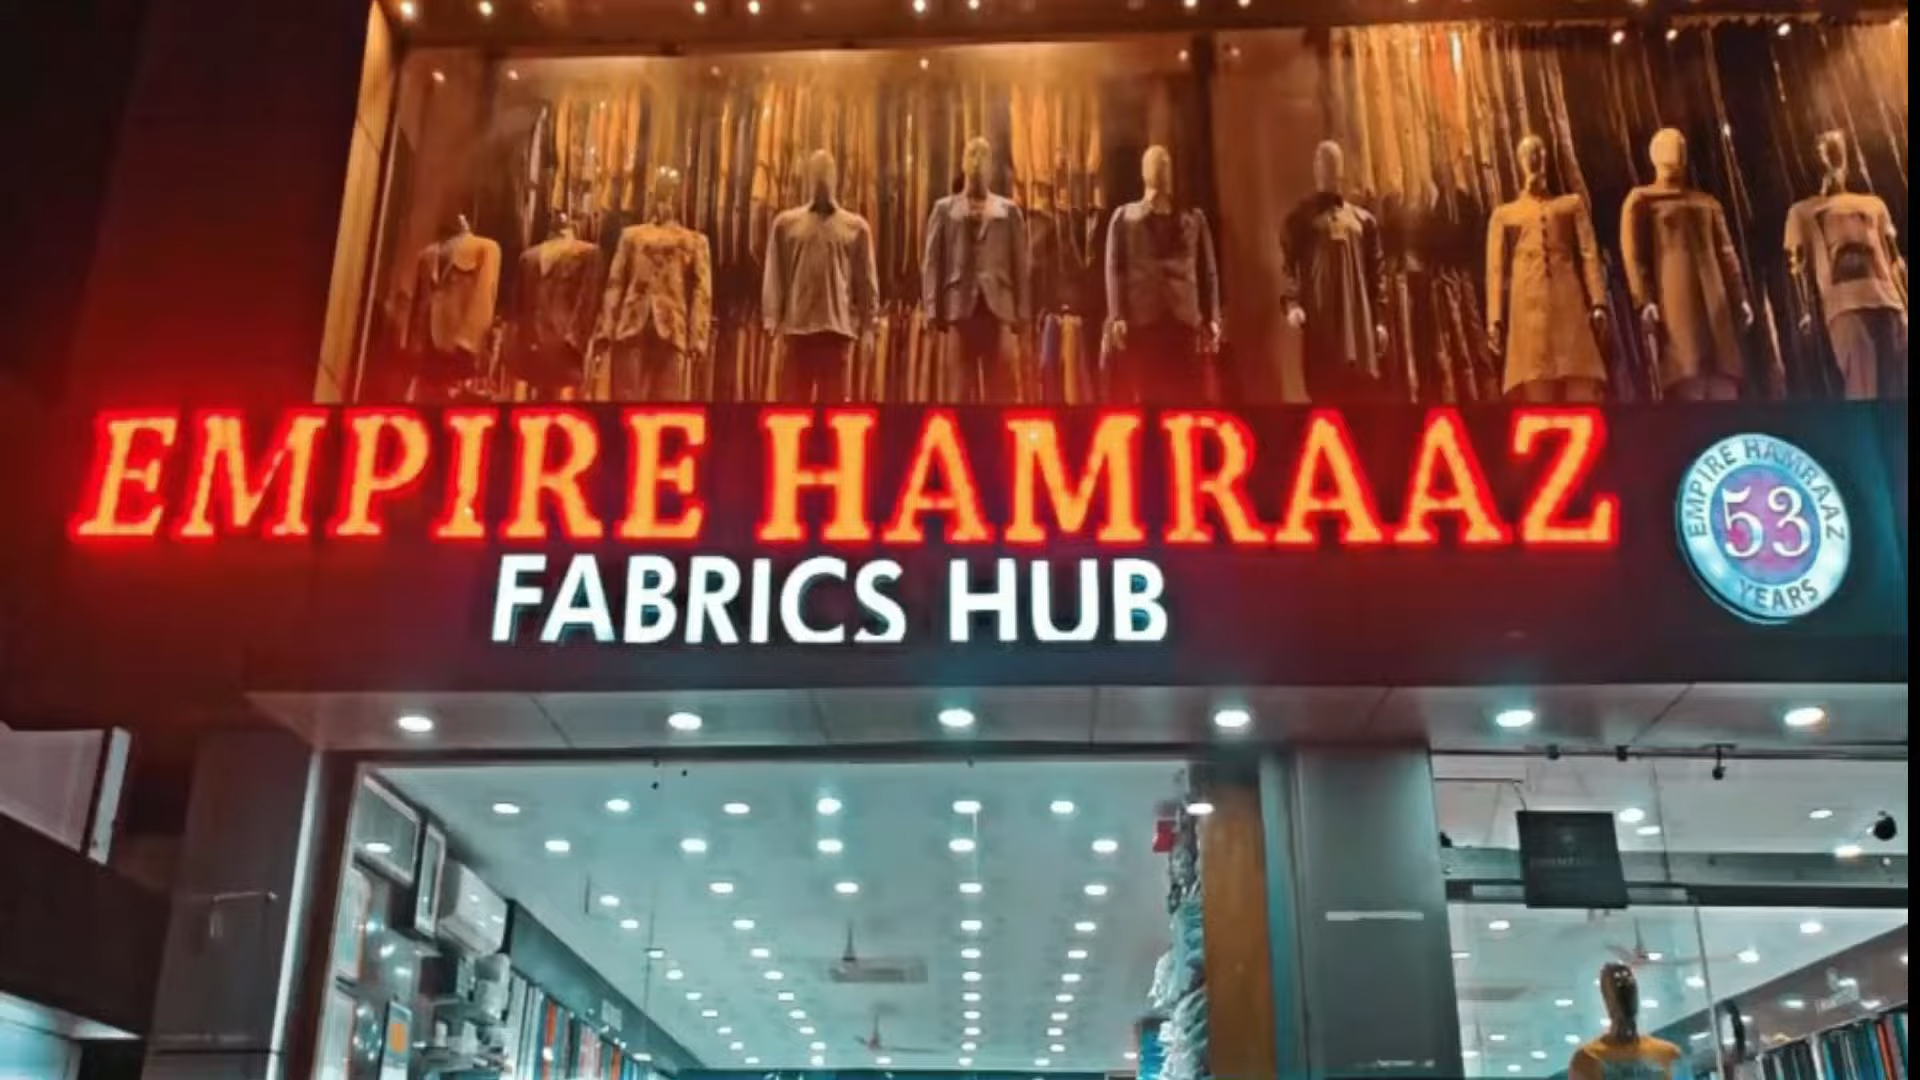 EMPIRE HAMRAAZ
FABRICS HUB
EMPIRE HAMRAAZ
53
YEARS